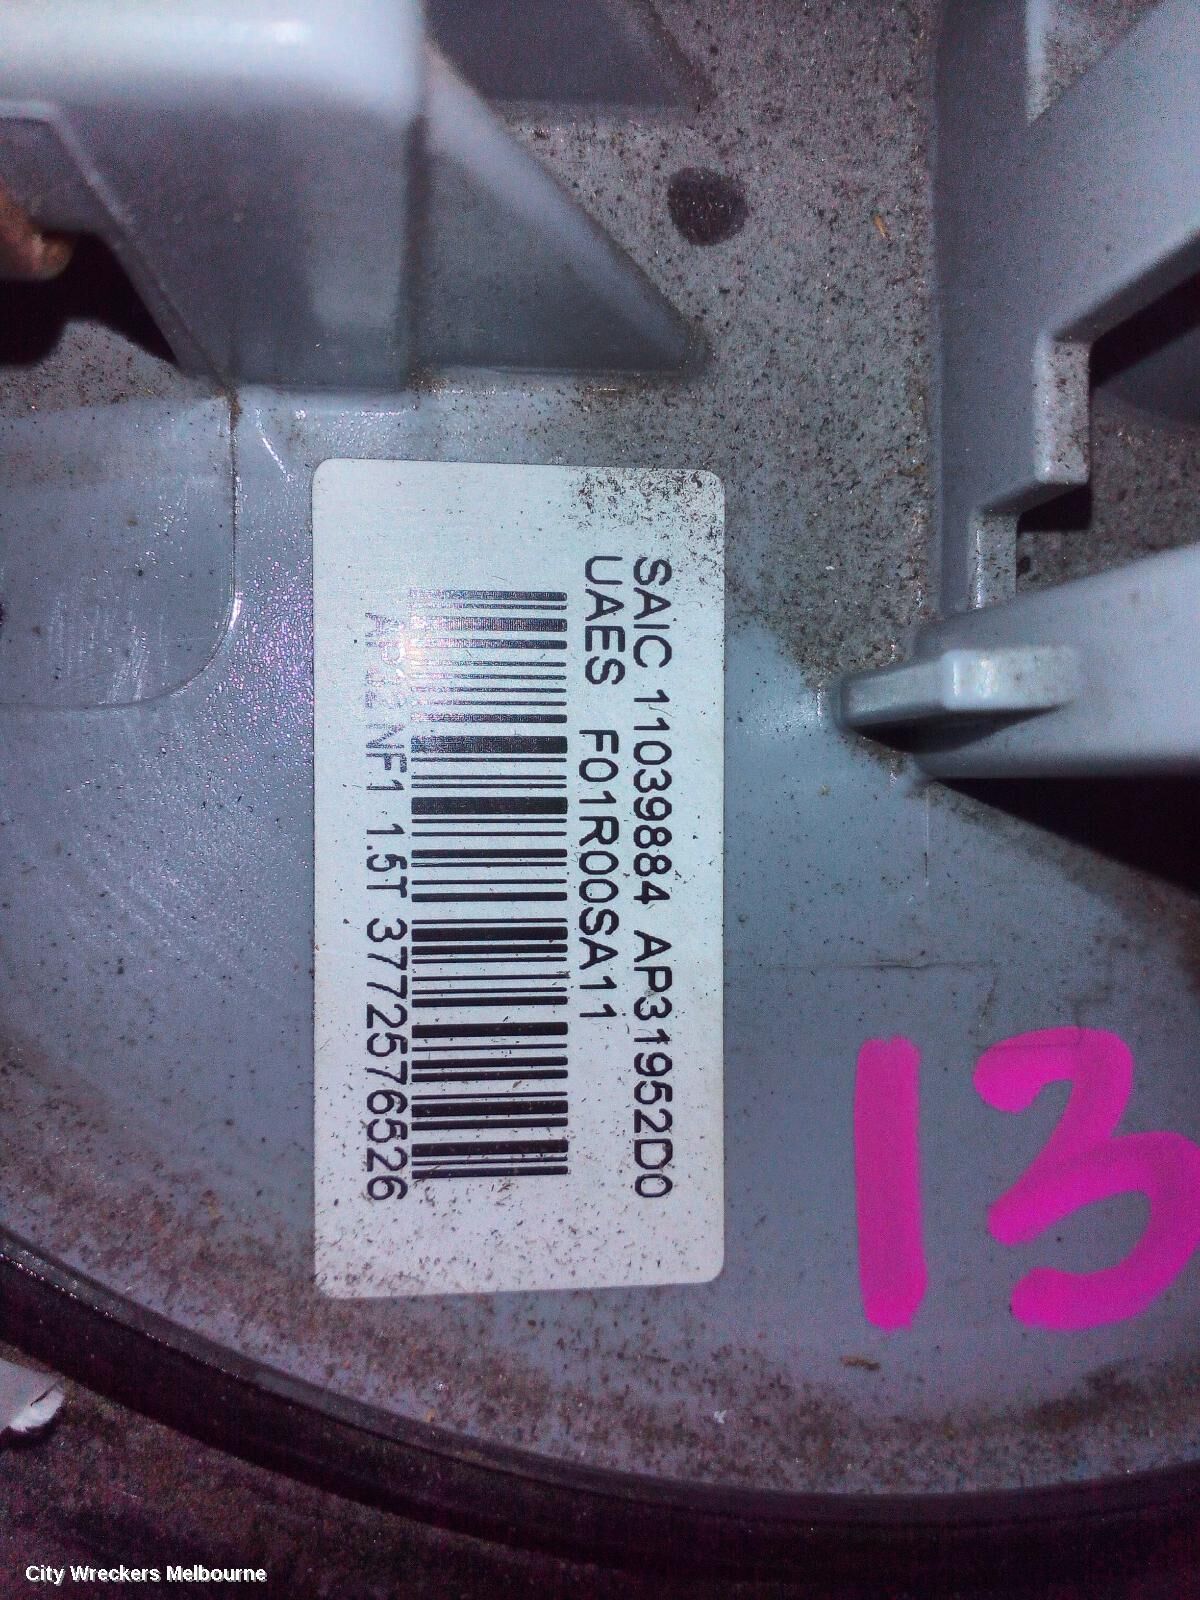 SAIC 11039884 AP31952D0
UAES F01R00SA11
NF1 1.5T 3772576526
13
City Wreckers Melbourne